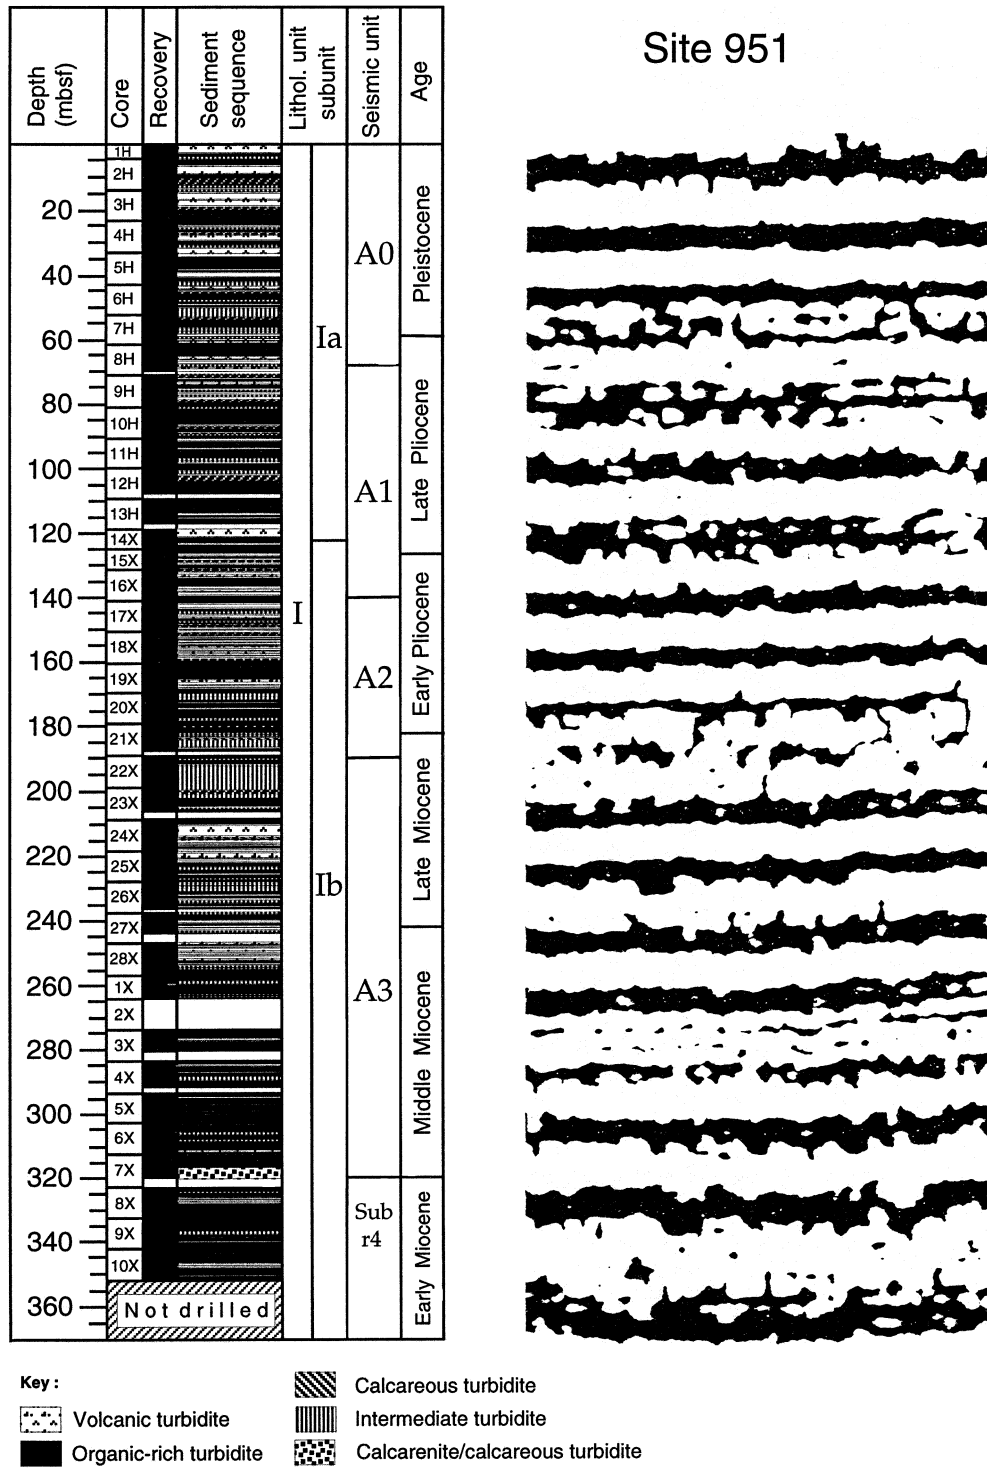 Site 951
Depth (mbsf)
Core
Recovery
Sediment sequence
Lithol. unit
subunit
Seismic unit
Age
20
40
60
80
100
120
140
160
180
200
220
240
260
280
300
320
340
360
1H
2H
3H
4H
5H
6H
7H
8H
9H
10H
11H
12H
13H
14X
15X
16X
17X
18X
19X
20X
21X
22X
23X
24X
25X
26X
27X
28X
1X
2X
3X
4X
5X
6X
7X
8X
9X
10X
Not drilled
I
Ia
Ib
A0
A1
A2
A3
Sub
r4
Pleistocene
Late Pliocene
Early Pliocene
Late Miocene
Middle Miocene
Early Miocene
Key :
Volcanic turbidite
Organic-rich turbidite
Calcareous turbidite
Intermediate turbidite
Calcarenite/calcareous turbidite